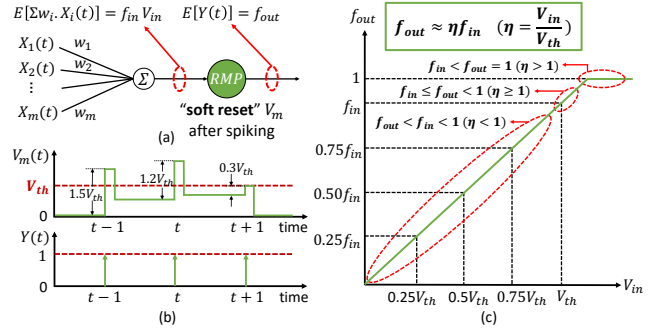 E[Σw_i. X_i(t)] = f_in V_in
E[Y(t)] = f_out
X_1(t)
w_1
X_2(t)
w_2
⋮
X_m(t)
w_m
Σ
RMP
"soft reset" V_m
after spiking
(a)
V_m(t)
V_th
0
1.5V_th
1.2V_th
0.3V_th
t − 1
t
t + 1
time
Y(t)
1
0
t − 1
t
t + 1
time
(b)
f_out
f_out ≈ ηf_in (η = V_in/V_th)
f_in < f_out = 1 (η > 1)
f_in ≤ f_out < 1 (η ≥ 1)
f_out < f_in < 1 (η < 1)
1
f_in
0.75f_in
0.50f_in
0.25f_in
0
0.25V_th
0.5V_th
0.75V_th
V_th
V_in
(c)